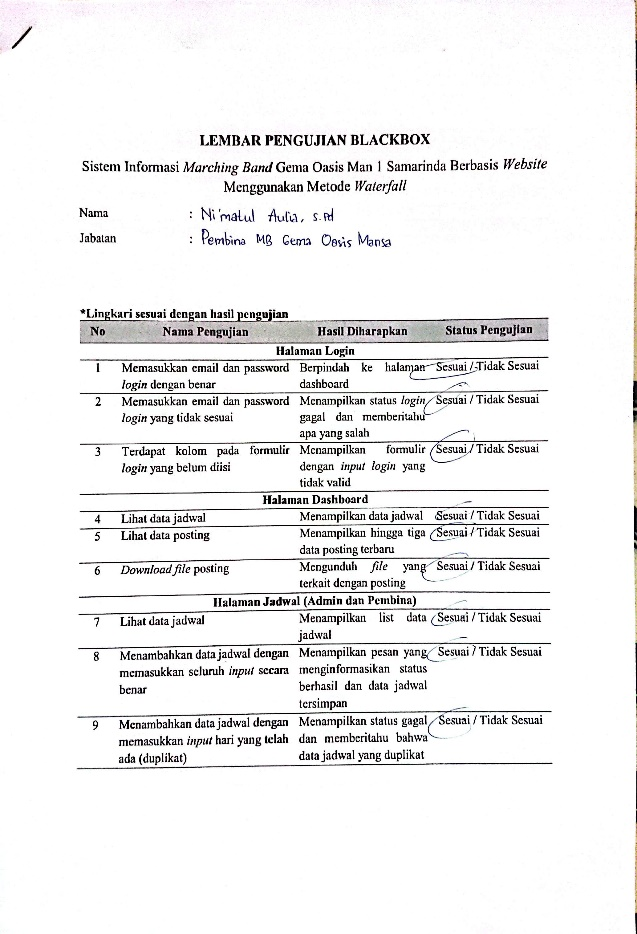 LEMBAR PENGUJIAN BLACKBOX
Sistem Informasi Marching Band Gema Oasis Man 1 Samarinda Berbasis Website
Menggunakan Metode Waterfall
Nama : Ni'matul Aulia, S.Pd
Jabatan : Pembina MB Gema Oasis Mansa
*Lingkari sesuai dengan hasil pengujian
No Nama Pengujian Hasil Diharapkan Status Pengujian
Halaman Login
1 Memasukkan email dan password Berpindah ke halaman Sesuai / Tidak Sesuai
login dengan benar dashboard
2 Memasukkan email dan password Menampilkan status login Sesuai / Tidak Sesuai
login yang tidak sesuai gagal dan memberitahu
apa yang salah
3 Terdapat kolom pada formulir Menampilkan formulir Sesuai / Tidak Sesuai
login yang belum diisi dengan input login yang
tidak valid
Halaman Dashboard
4 Lihat data jadwal Menampilkan data jadwal Sesuai / Tidak Sesuai
5 Lihat data posting Menampilkan hingga tiga Sesuai / Tidak Sesuai
data posting terbaru
6 Download file posting Mengunduh file yang Sesuai / Tidak Sesuai
terkait dengan posting
Halaman Jadwal (Admin dan Pembina)
7 Lihat data jadwal Menampilkan list data Sesuai / Tidak Sesuai
jadwal
8 Menambahkan data jadwal dengan Menampilkan pesan yang Sesuai / Tidak Sesuai
memasukkan seluruh input secara menginformasikan status
benar berhasil dan data jadwal
tersimpan
9 Menambahkan data jadwal dengan Menampilkan status gagal Sesuai / Tidak Sesuai
memasukkan input hari yang telah dan memberitahu bahwa
ada (duplikat) data jadwal yang duplikat